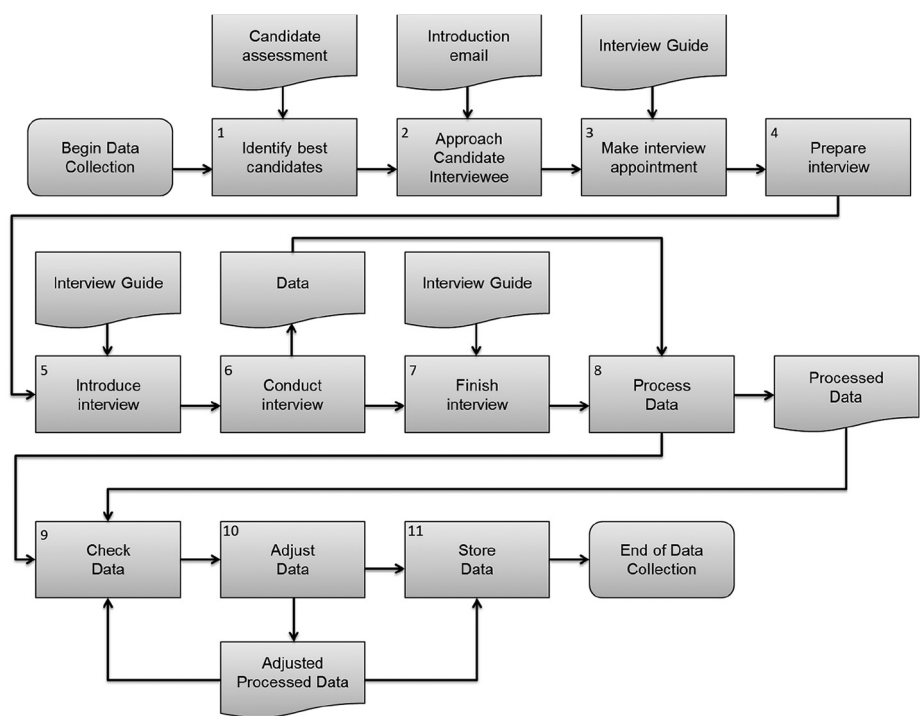 Candidate
assessment
Introduction
email
Interview Guide
Begin Data
Collection
1
Identify best
candidates
2
Approach
Candidate
Interviewee
3
Make interview
appointment
4
Prepare
interview
Interview Guide
Data
Interview Guide
5
Introduce
interview
6
Conduct
interview
7
Finish
interview
8
Process
Data
Processed
Data
9
Check
Data
10
Adjust
Data
11
Store
Data
End of Data
Collection
Adjusted
Processed Data